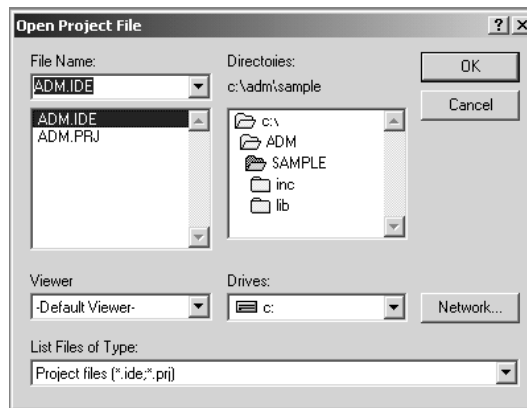 Open Project File
File Name:
ADM.IDE
ADM.IDE
ADM.PRJ
Directories:
c:\adm\sample
c:\
ADM
SAMPLE
inc
lib
OK
Cancel
Viewer
-Default Viewer-
Drives:
c:
Network...
List Files of Type:
Project files (*.ide;*.prj)